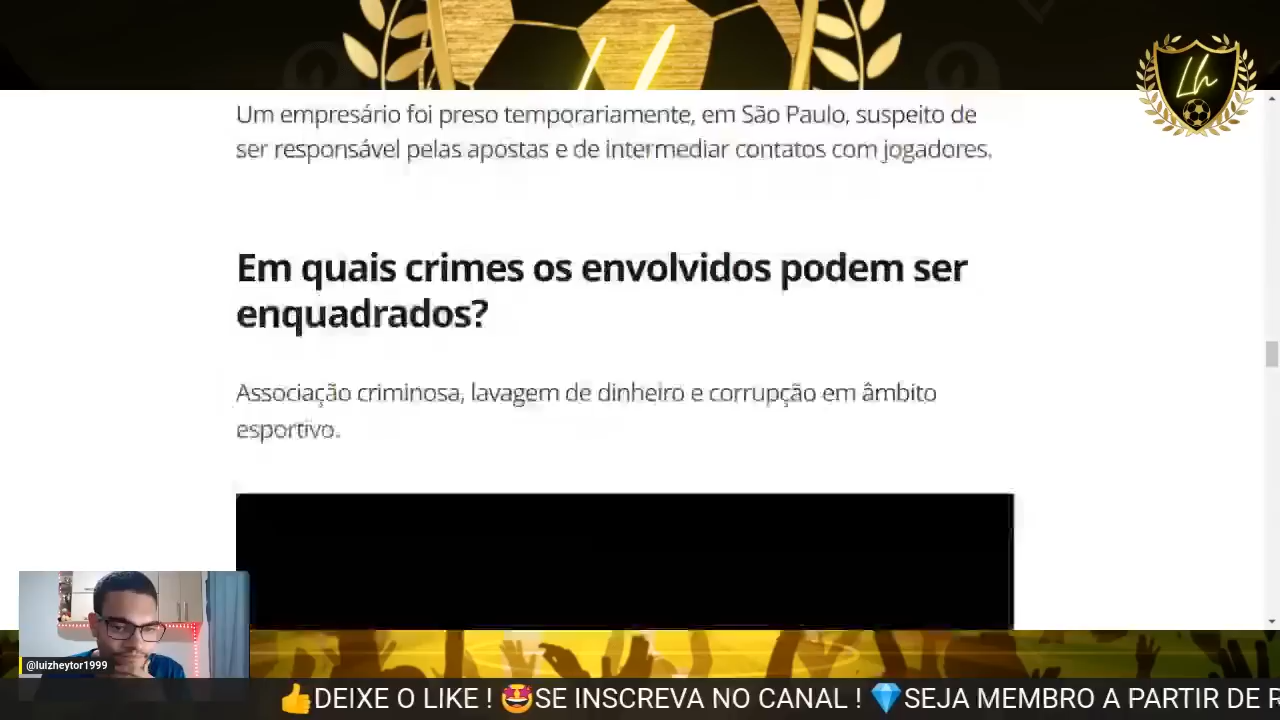 Lh
Um empresário foi preso temporariamente, em São Paulo, suspeito de
ser responsável pelas apostas e de intermediar contatos com jogadores.
Em quais crimes os envolvidos podem ser
enquadrados?
Associação criminosa, lavagem de dinheiro e corrupção em âmbito
esportivo.
@luizheytor1999
👍DEIXE O LIKE ! 🤩SE INSCREVA NO CANAL ! 💎SEJA MEMBRO A PARTIR DE